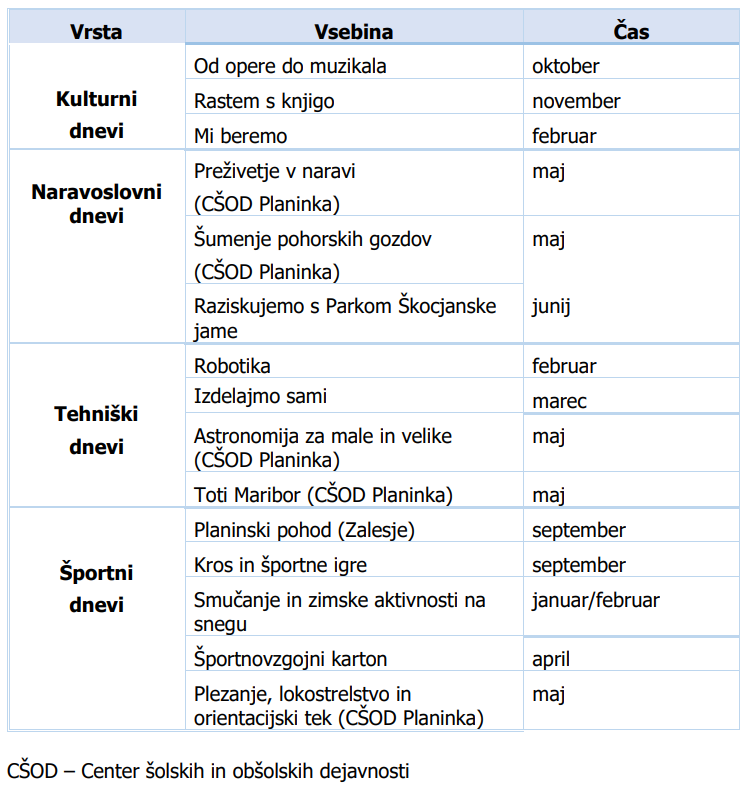 Vrsta Vsebina Čas
Kulturni
dnevi
Od opere do muzikala oktober
Rastem s knjigo november
Mi beremo februar
Naravoslovni
dnevi
Preživetje v naravi maj
(CŠOD Planinka)
Šumenje pohorskih gozdov maj
(CŠOD Planinka)
Raziskujemo s Parkom Škocjanske junij
jame
Tehniški
dnevi
Robotika februar
Izdelajmo sami marec
Astronomija za male in velike maj
(CŠOD Planinka)
Toti Maribor (CŠOD Planinka) maj
Športni
dnevi
Planinski pohod (Zalesje) september
Kros in športne igre september
Smučanje in zimske aktivnosti na januar/februar
snegu
Športnovzgojni karton april
Plezanje, lokostrelstvo in maj
orientacijski tek (CŠOD Planinka)
CŠOD – Center šolskih in obšolskih dejavnosti